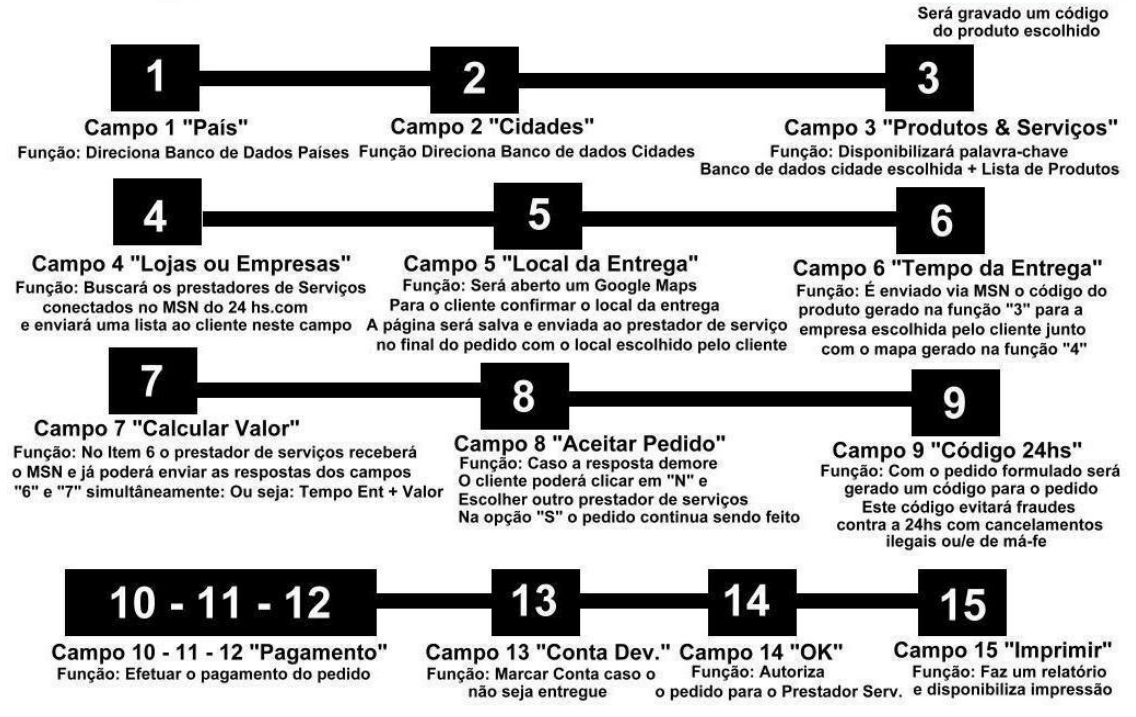 Será gravado um código
do produto escolhido
1
2
3
Campo 1 "País"
Função: Direciona Banco de Dados Países
Campo 2 "Cidades"
Função Direciona Banco de dados Cidades
Campo 3 "Produtos & Serviços"
Função: Disponibilizará palavra-chave
Banco de dados cidade escolhida + Lista de Produtos
4
5
6
Campo 4 "Lojas ou Empresas"
Função: Buscará os prestadores de Serviços
conectados no MSN do 24 hs.com
e enviará uma lista ao cliente neste campo
Campo 5 "Local da Entrega"
Função: Será aberto um Google Maps
Para o cliente confirmar o local da entrega
A página será salva e enviada ao prestador de serviço
no final do pedido com o local escolhido pelo cliente
Campo 6 "Tempo da Entrega"
Função: É enviado via MSN o código do
produto gerado na função "3" para a
empresa escolhida pelo cliente junto
com o mapa gerado na função "4"
7
8
9
Campo 7 "Calcular Valor"
Função: No Item 6 o prestador de serviços receberá
o MSN e já poderá enviar as respostas dos campos
"6" e "7" simultâneamente: Ou seja: Tempo Ent + Valor
Campo 8 "Aceitar Pedido"
Função: Caso a resposta demore
O cliente poderá clicar em "N" e
Escolher outro prestador de serviços
Na opção "S" o pedido continua sendo feito
Campo 9 "Código 24hs"
Função: Com o pedido formulado será
gerado um código para o pedido
Este código evitará fraudes
contra a 24hs com cancelamentos
ilegais ou/e de má-fe
10 - 11 - 12
13
14
15
Campo 10 - 11 - 12 "Pagamento"
Função: Efetuar o pagamento do pedido
Campo 13 "Conta Dev."
Função: Marcar Conta caso o
não seja entregue
Campo 14 "OK"
Função: Autoriza
o pedido para o Prestador Serv.
Campo 15 "Imprimir"
Função: Faz um relatório
e disponibiliza impressão